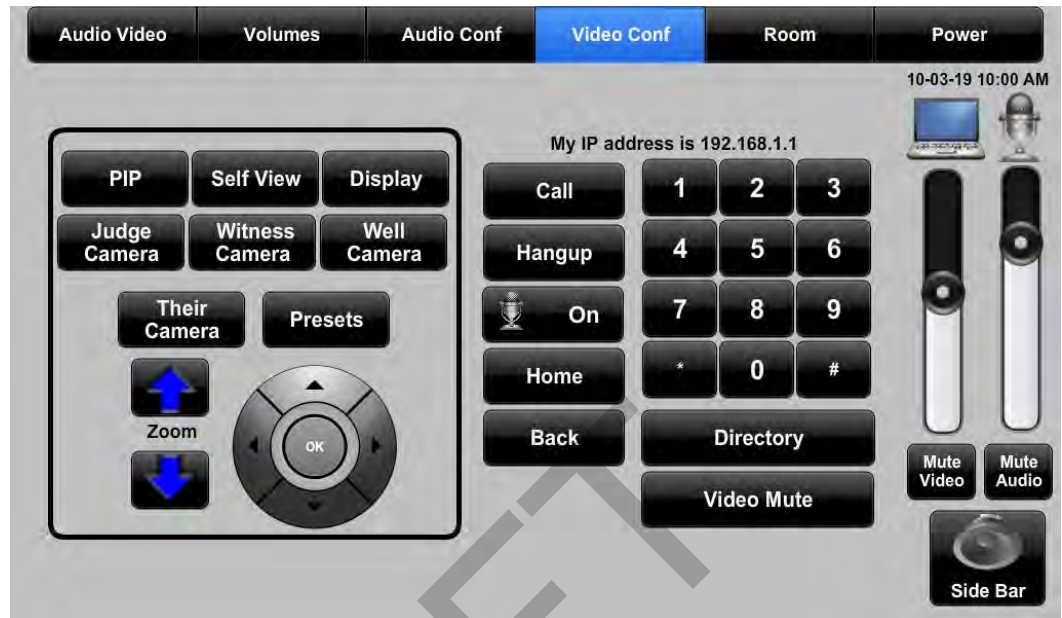 Audio Video
Volumes
Audio Conf
Video Conf
Room
Power
10-03-19 10:00 AM
My IP address is 192.168.1.1
PIP
Self View
Display
Judge
Camera
Witness
Camera
Well
Camera
Their
Camera
Presets
Zoom
OK
Call
Hangup
On
Home
Back
1
2
3
4
5
6
7
8
9
*
0
#
Directory
Video Mute
Mute
Video
Mute
Audio
Side Bar